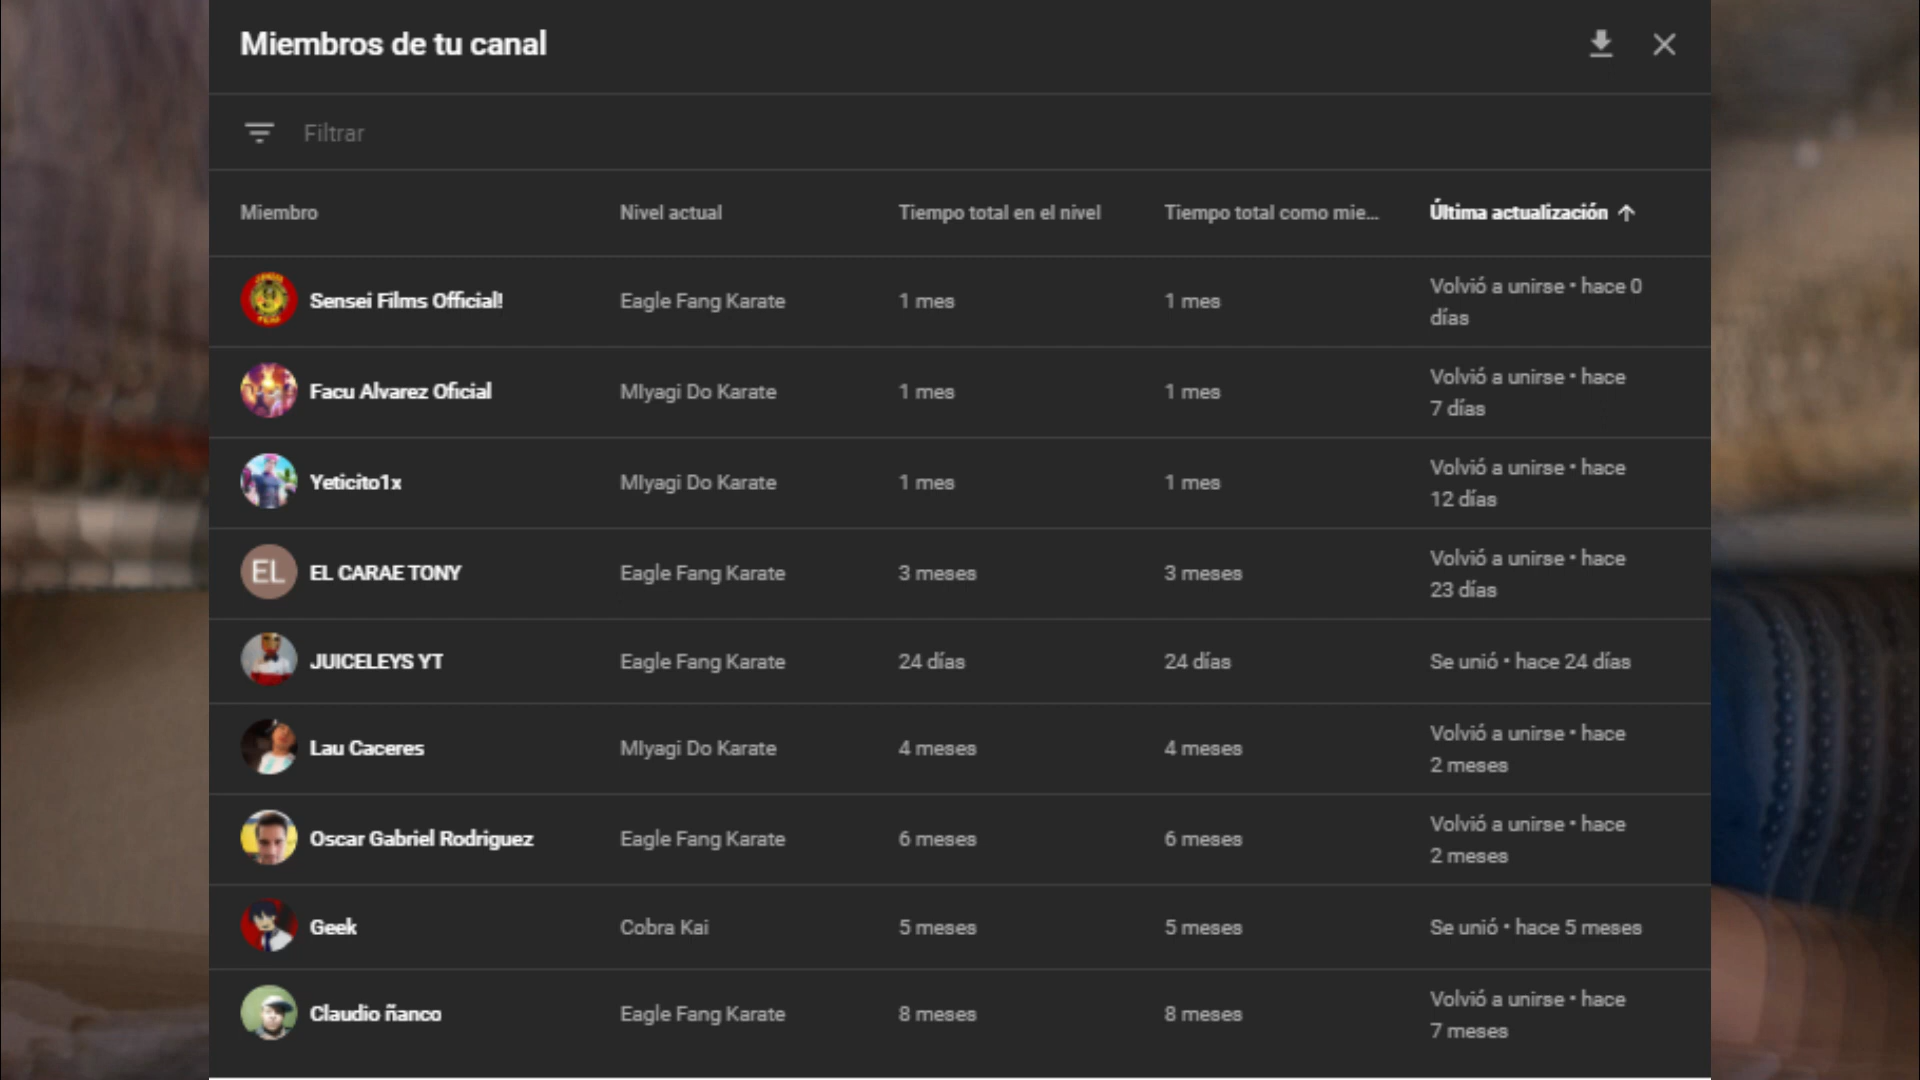 Miembros de tu canal
Filtrar
Miembro Nivel actual Tiempo total en el nivel Tiempo total como mie... Última actualización
Sensei Films Official! Eagle Fang Karate 1 mes 1 mes Volvió a unirse • hace 0
días
Facu Alvarez Oficial MIyagi Do Karate 1 mes 1 mes Volvió a unirse • hace
7 días
Yeticito1x MIyagi Do Karate 1 mes 1 mes Volvió a unirse • hace
12 días
EL EL CARAE TONY Eagle Fang Karate 3 meses 3 meses Volvió a unirse • hace
23 días
JUICELEYS YT Eagle Fang Karate 24 días 24 días Se unió • hace 24 días
Lau Caceres MIyagi Do Karate 4 meses 4 meses Volvió a unirse • hace
2 meses
Oscar Gabriel Rodriguez Eagle Fang Karate 6 meses 6 meses Volvió a unirse • hace
2 meses
Geek Cobra Kai 5 meses 5 meses Se unió • hace 5 meses
Claudio ñanco Eagle Fang Karate 8 meses 8 meses Volvió a unirse • hace
7 meses